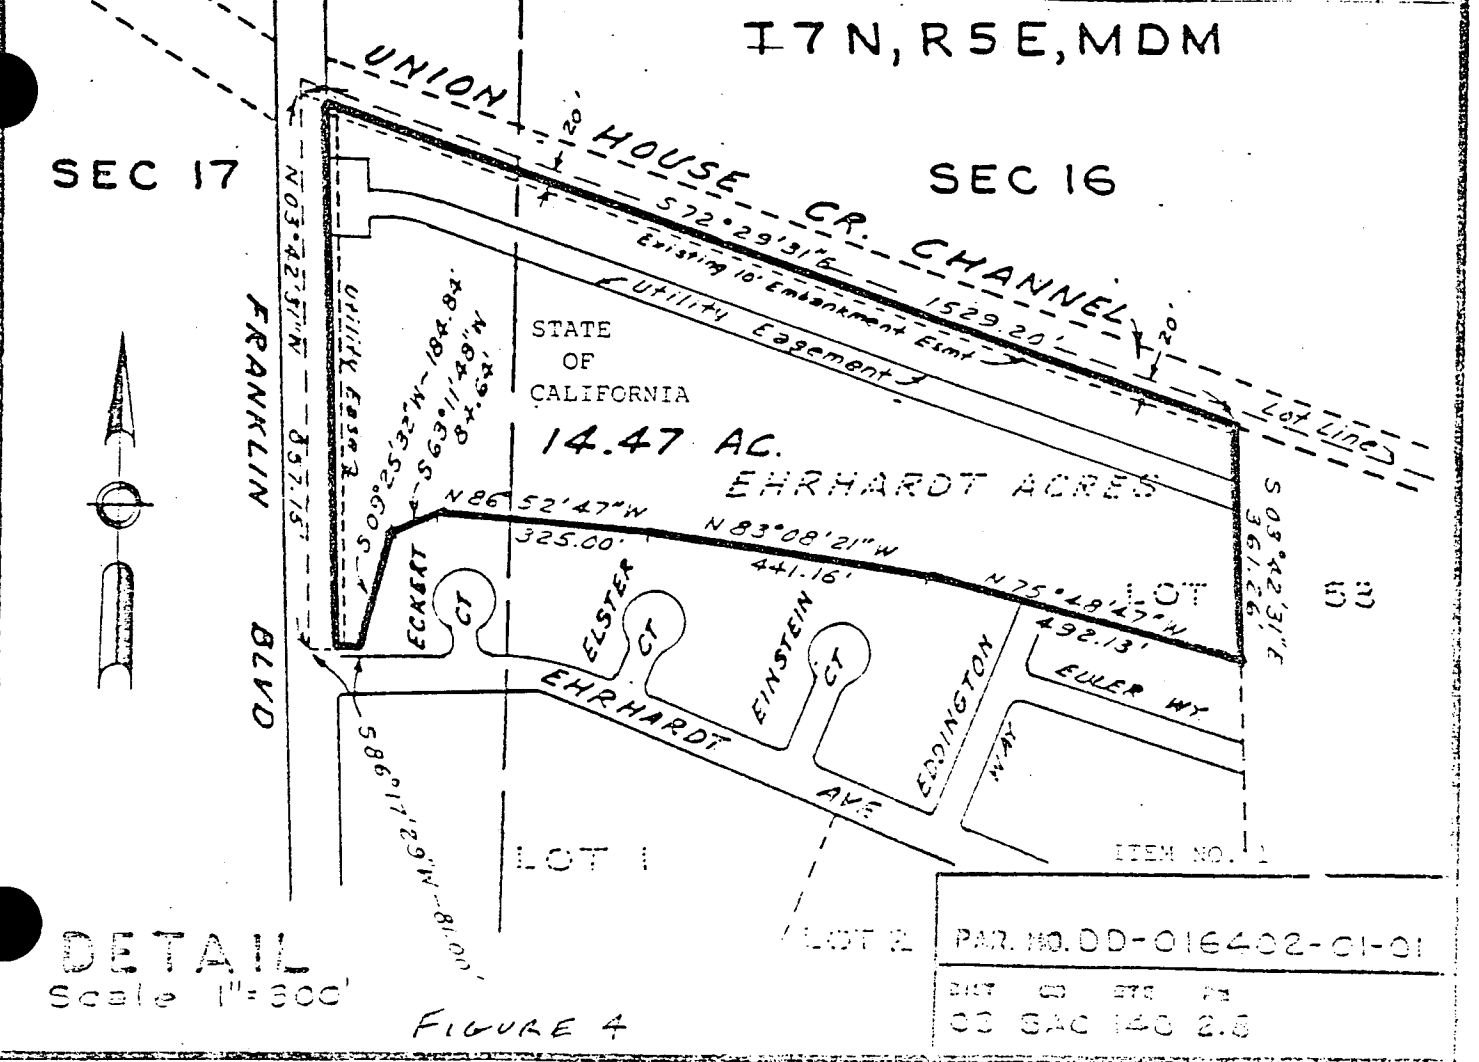 T7N, R5E, MDM
UNION HOUSE CR. CHANNEL
20'
SEC 17
SEC 16
S 72°29'31"E
1529.20'
20'
Existing 10' Embankment Esmt
Utility Easement
Lot Line
N 03°42'31"W
857.15'
FRANKLIN BLVD
Utility
S 09°25'32"W-184.84'
S 63°11'48"W
84.64'
STATE
OF
CALIFORNIA
14.47 AC.
EHRHARDT ACRES
N 86°52'47"W
325.00'
N 83°08'21"W
441.16'
N 75°48'47"W
492.13'
S 03°42'31"E
361.26'
LOT 53
ECKERT CT
ELSTER CT
EINSTEIN CT
EDDINGTON WAY
EULER WY.
EHRHARDT AVE
S 86°17'29"W-81.00'
LOT 1
LOT 2
ITEM NO. 1
PAR. NO. DD-016402-01-01
DIST CO RTE PM
03 SAC 148 2.8
DETAIL
Scale 1"=300'
FIGURE 4